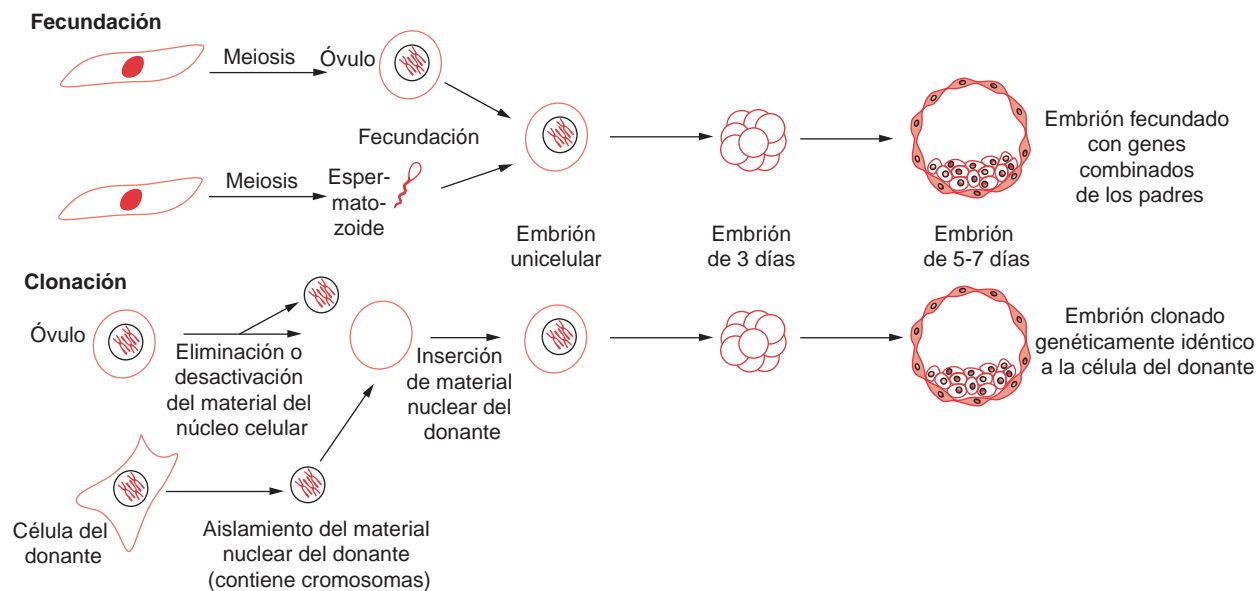 Fecundación
Meiosis
Óvulo
Fecundación
Meiosis
Esper-
mato-
zoide
Embrión
unicelular
Embrión
de 3 días
Embrión
de 5-7 días
Embrión fecundado
con genes
combinados
de los padres
Clonación
Óvulo
Eliminación o
desactivación
del material del
núcleo celular
Inserción
de material
nuclear del
donante
Embrión clonado
genéticamente idéntico
a la célula del donante
Célula del
donante
Aislamiento del material
nuclear del donante
(contiene cromosomas)